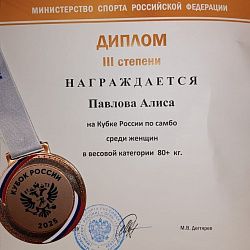 МИНИСТЕРСТВО СПОРТА РОССИЙСКОЙ ФЕДЕРАЦИИ
ДИПЛОМ
III степени
НАГРАЖДАЕТСЯ
Павлова Алиса
на Кубке России по самбо
среди женщин
в весовой категории 80+ кг.
КУБОК РОССИИ
2025
М.В. Дегтярев